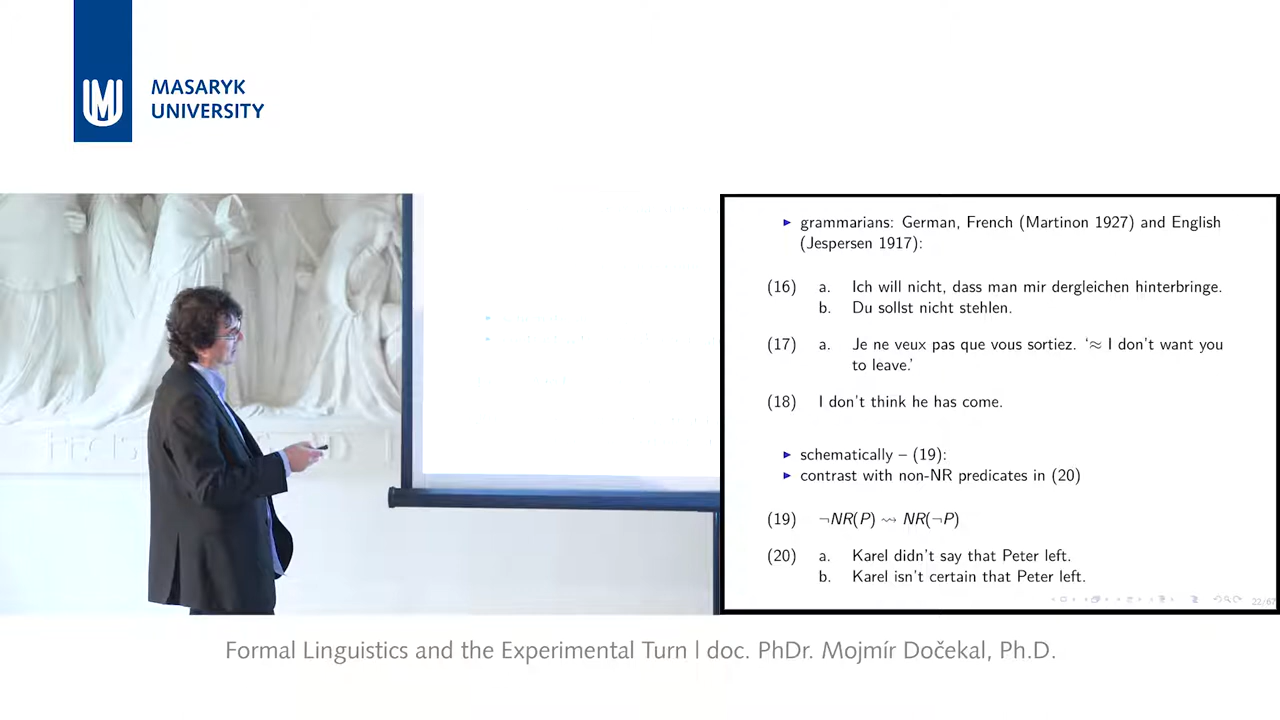 MASARYK
UNIVERSITY
▶ grammarians: German, French (Martinon 1927) and English
(Jespersen 1917):
(16) a. Ich will nicht, dass man mir dergleichen hinterbringe.
b. Du sollst nicht stehlen.
(17) a. Je ne veux pas que vous sortiez. ‘≈ I don't want you
to leave.’
(18) I don't think he has come.
▶ schematically – (19):
▶ contrast with non-NR predicates in (20)
(19) ¬NR(P) ⇝ NR(¬P)
(20) a. Karel didn't say that Peter left.
b. Karel isn't certain that Peter left.
22/67
Formal Linguistics and the Experimental Turn | doc. PhDr. Mojmír Dočekal, Ph.D.